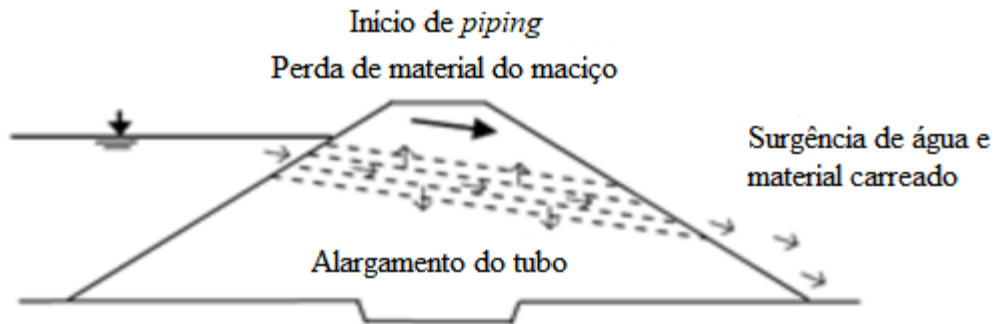 Início de piping
Perda de material do maciço
Surgência de água e
material carreado
Alargamento do tubo